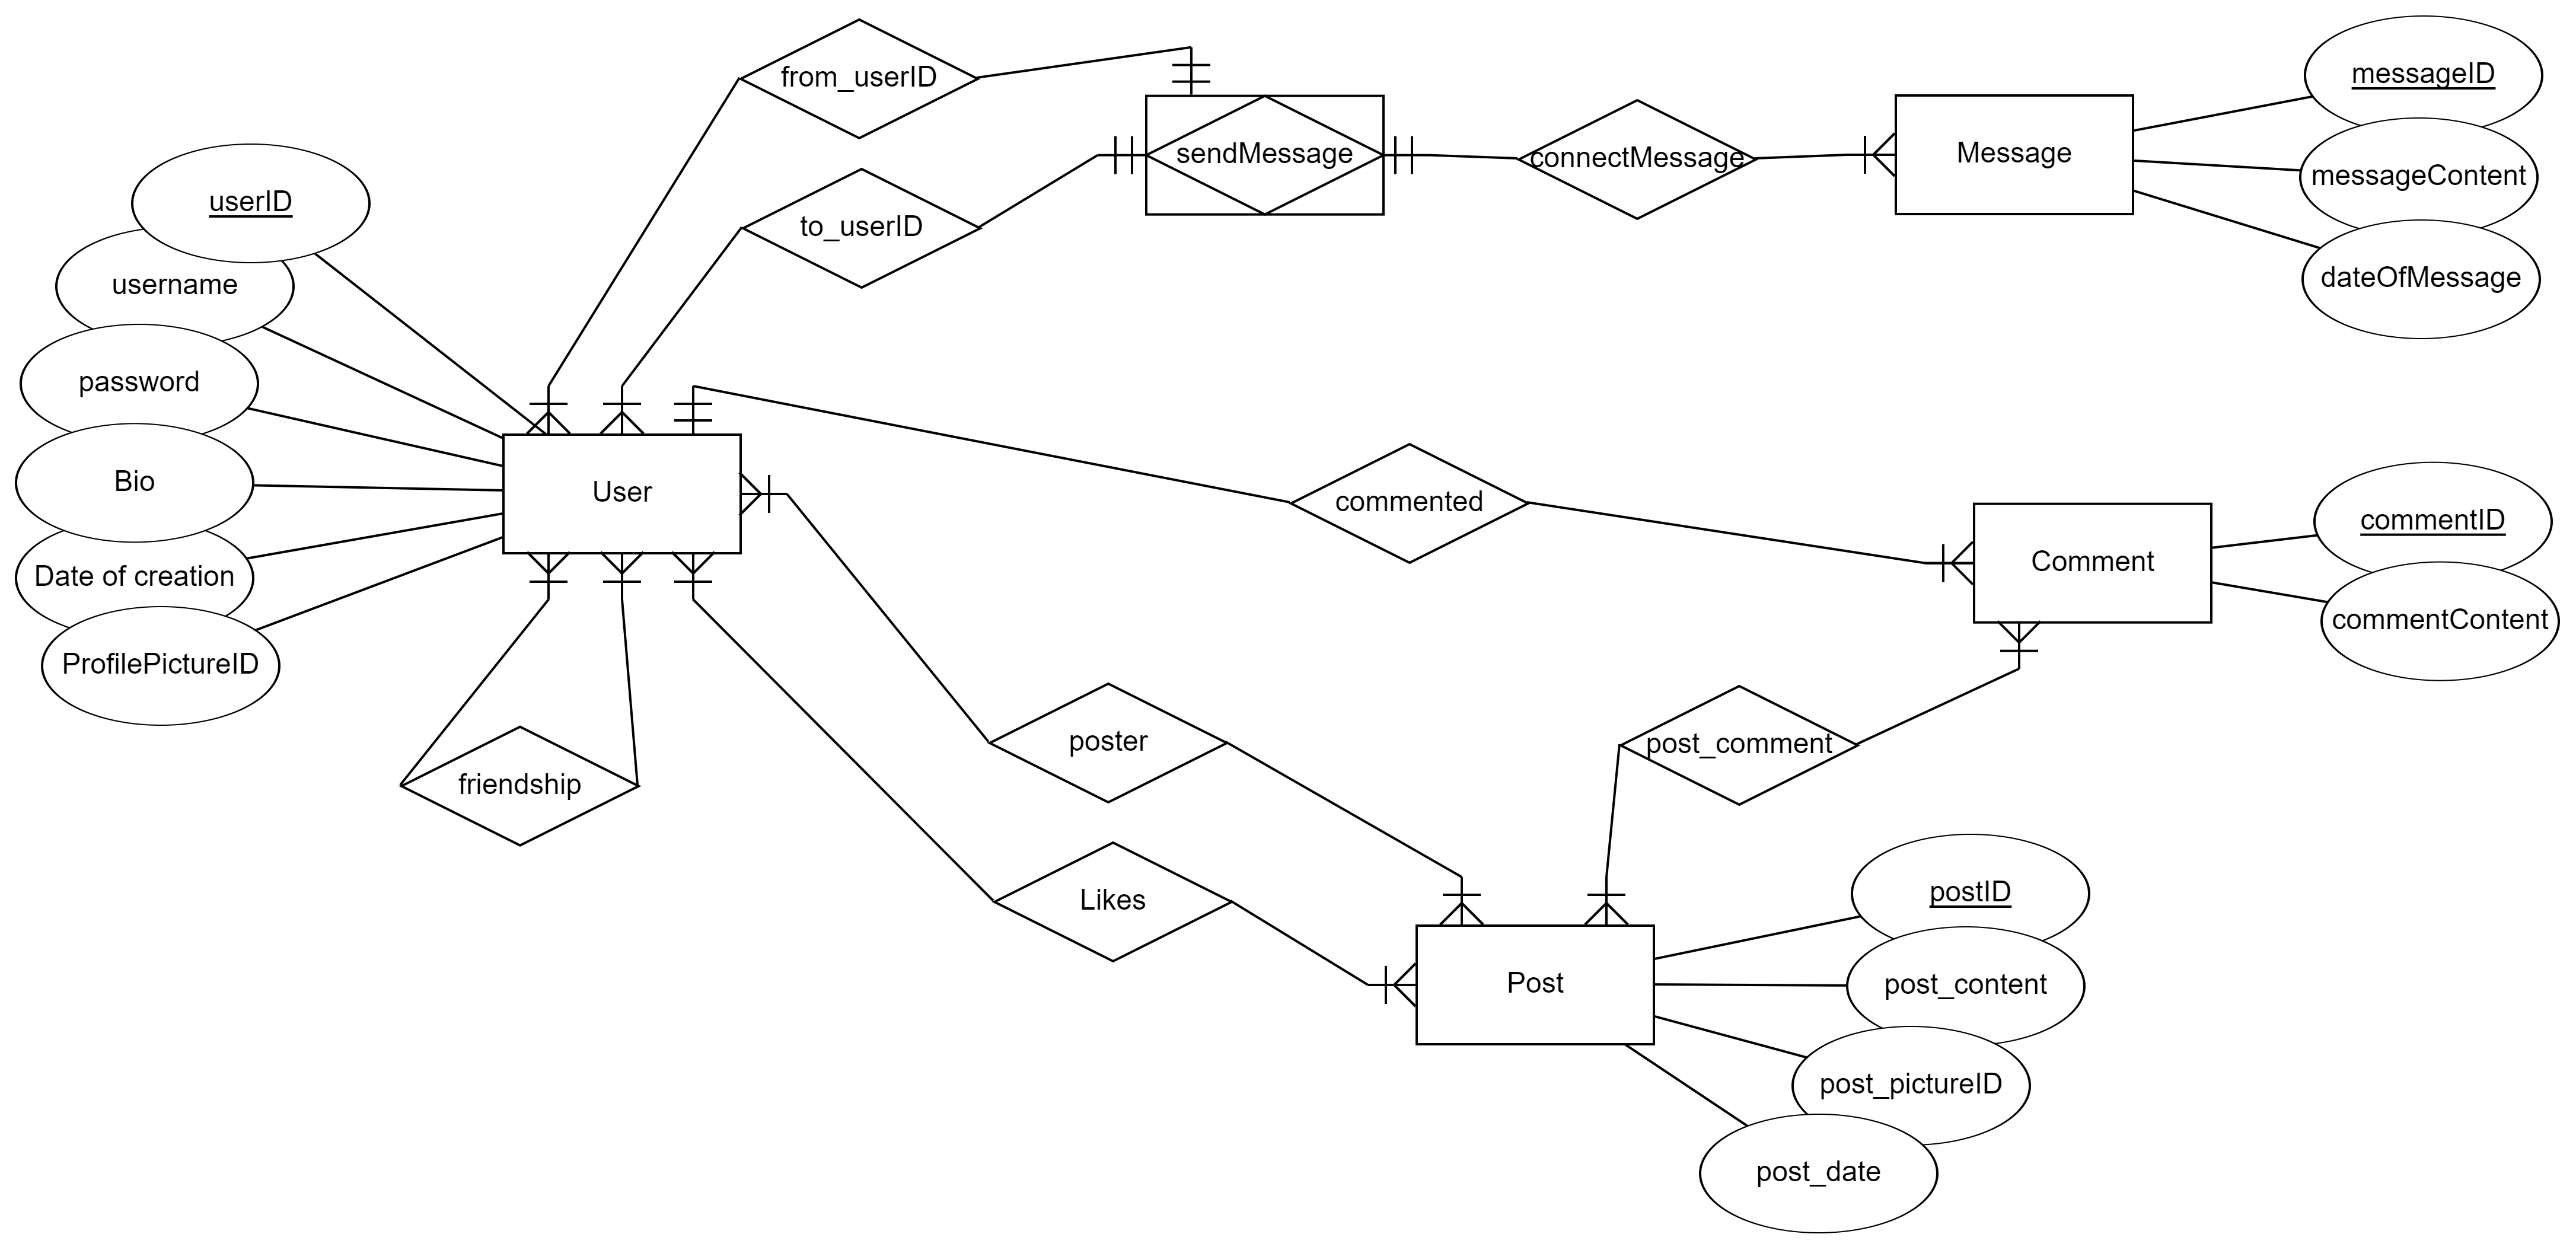 from_userID
sendMessage
connectMessage
Message
messageID
messageContent
dateOfMessage
to_userID
userID
username
password
Bio
Date of creation
ProfilePictureID
User
commented
Comment
commentID
commentContent
friendship
poster
post_comment
Likes
Post
postID
post_content
post_pictureID
post_date